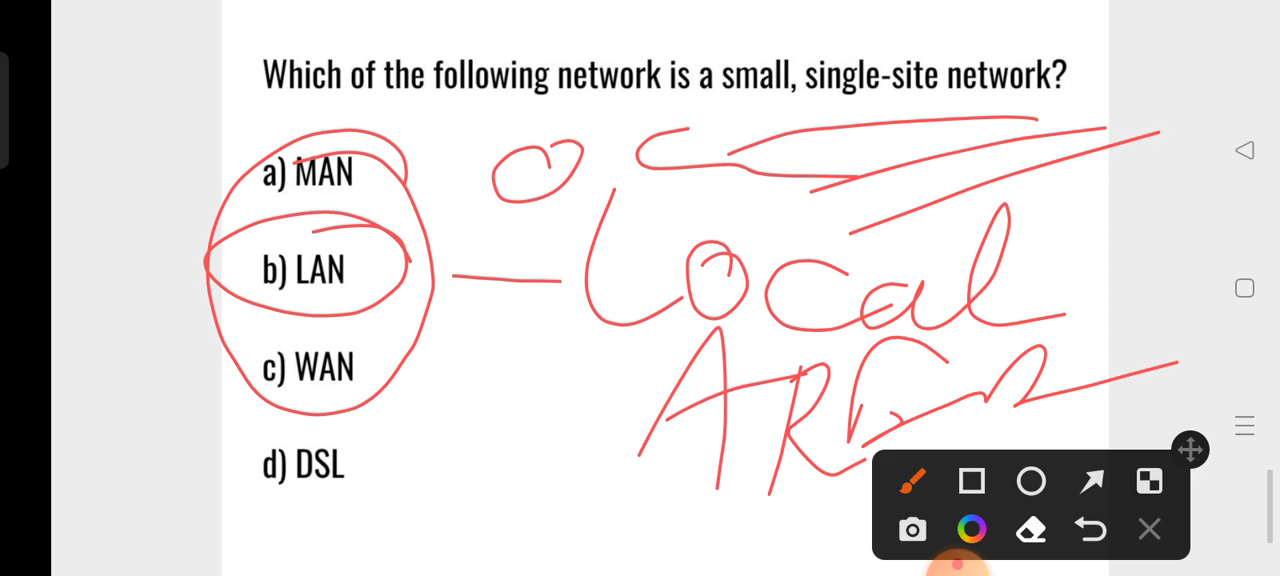 Which of the following network is a small, single-site network?
a) MAN
b) LAN
Local
c) WAN
AREa
d) DSL